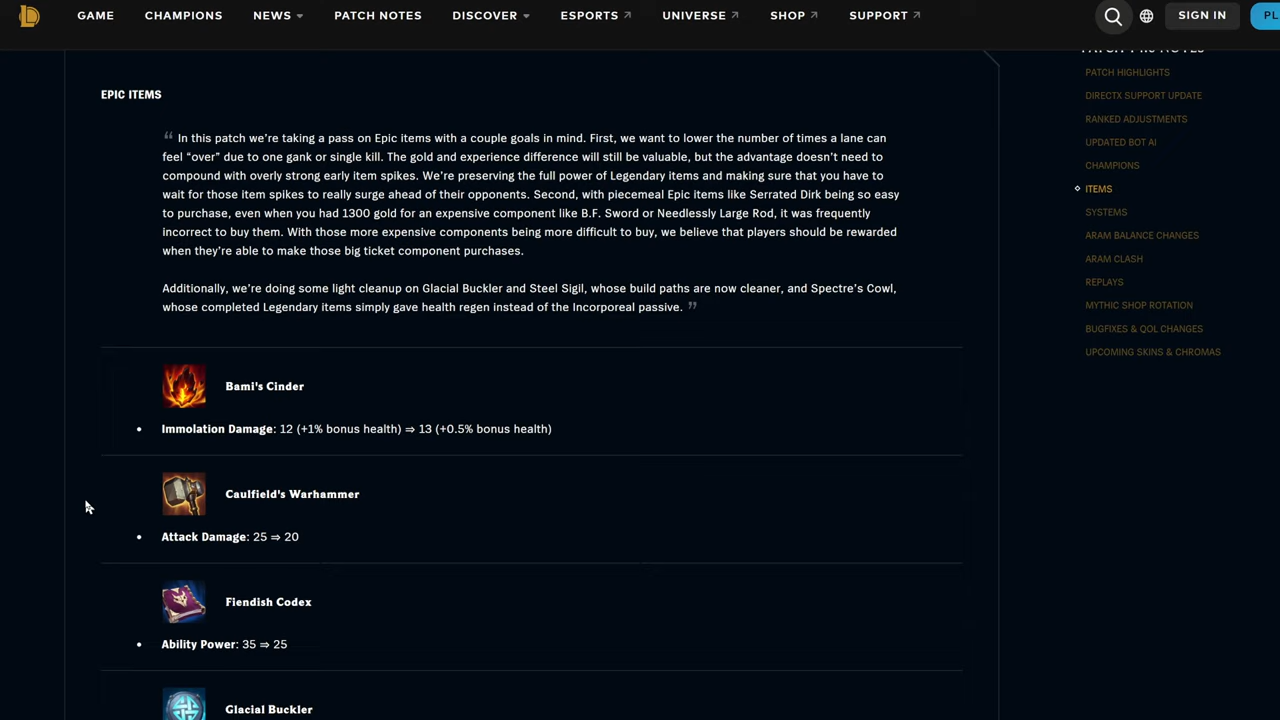 GAME CHAMPIONS NEWS PATCH NOTES DISCOVER ESPORTS UNIVERSE SHOP SUPPORT SIGN IN PL
PATCH HIGHLIGHTS
DIRECTX SUPPORT UPDATE
RANKED ADJUSTMENTS
UPDATED BOT AI
CHAMPIONS
ITEMS
SYSTEMS
ARAM BALANCE CHANGES
ARAM CLASH
REPLAYS
MYTHIC SHOP ROTATION
BUGFIXES & QOL CHANGES
UPCOMING SKINS & CHROMAS
EPIC ITEMS
“ In this patch we're taking a pass on Epic items with a couple goals in mind. First, we want to lower the number of times a lane can
feel “over” due to one gank or single kill. The gold and experience difference will still be valuable, but the advantage doesn't need to
compound with overly strong early item spikes. We're preserving the full power of Legendary items and making sure that you have to
wait for those item spikes to really surge ahead of their opponents. Second, with piecemeal Epic items like Serrated Dirk being so easy
to purchase, even when you had 1300 gold for an expensive component like B.F. Sword or Needlessly Large Rod, it was frequently
incorrect to buy them. With those more expensive components being more difficult to buy, we believe that players should be rewarded
when they're able to make those big ticket component purchases.
Additionally, we're doing some light cleanup on Glacial Buckler and Steel Sigil, whose build paths are now cleaner, and Spectre's Cowl,
whose completed Legendary items simply gave health regen instead of the Incorporeal passive. ”
Bami's Cinder
• Immolation Damage: 12 (+1% bonus health) ⇒ 13 (+0.5% bonus health)
Caulfield's Warhammer
• Attack Damage: 25 ⇒ 20
Fiendish Codex
• Ability Power: 35 ⇒ 25
Glacial Buckler